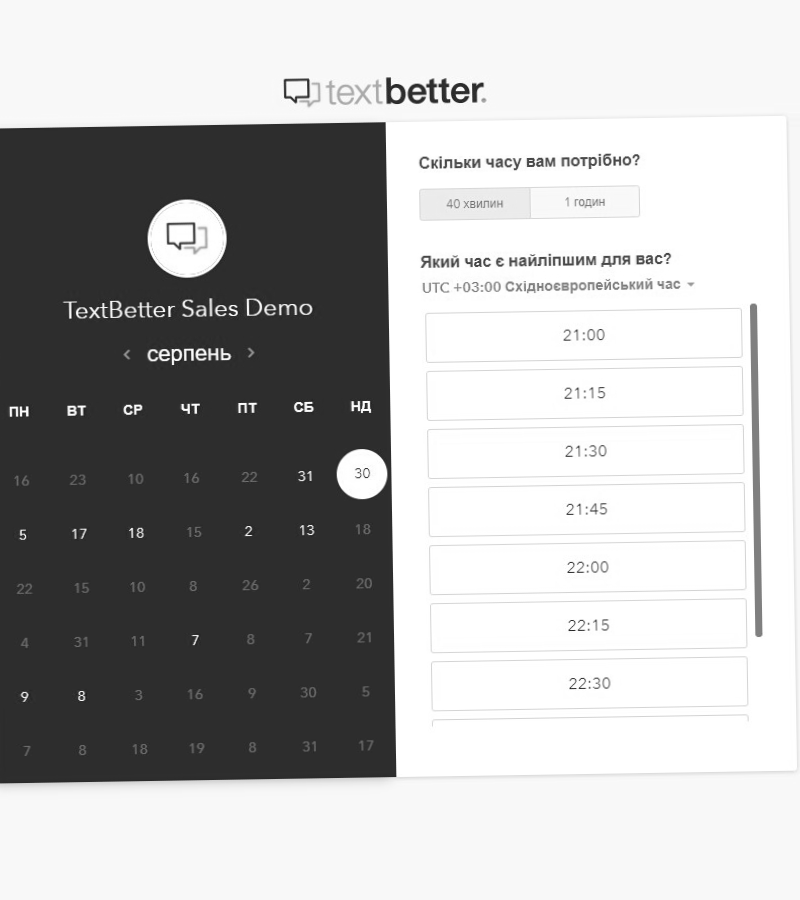 textbetter.
TextBetter Sales Demo
‹ серпень ›
ПН ВТ СР ЧТ ПТ СБ НД
16 23 10 16 22 31 30
5 17 18 15 2 13 18
22 15 10 8 26 2 20
4 31 11 7 8 7 21
9 8 3 16 9 30 5
7 8 18 19 8 31 17
Скільки часу вам потрібно?
40 хвилин 1 годин
Який час є найліпшим для вас?
UTC +03:00 Східноєвропейський час
21:00
21:15
21:30
21:45
22:00
22:15
22:30